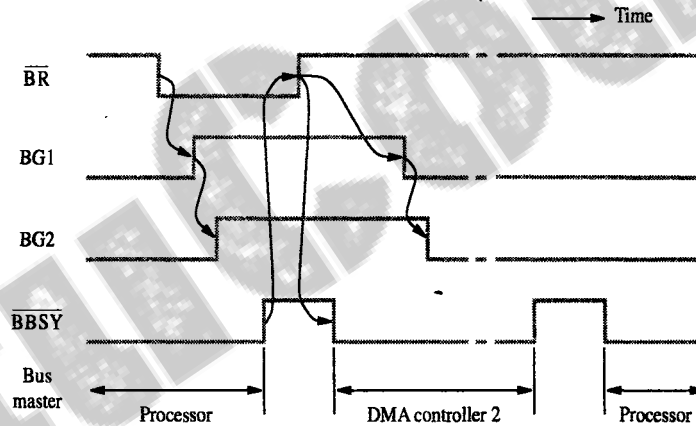 Time
BR
BG1
BG2
BBSY
Bus
master
Processor
DMA controller 2
Processor